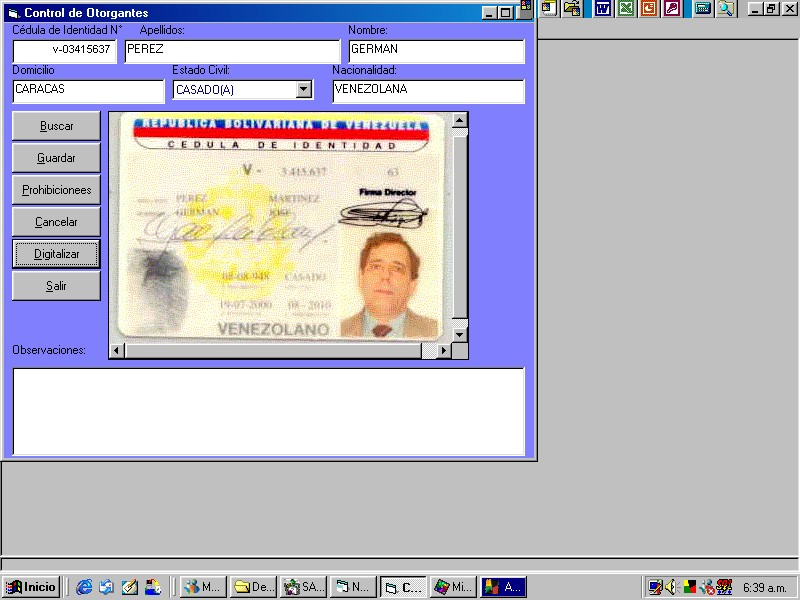 Control de Otorgantes
Cédula de Identidad N° Apellidos: Nombre:
v-03415637 PEREZ GERMAN
Domicilio Estado Civil: Nacionalidad:
CARACAS CASADO(A) VENEZOLANA
Buscar
Guardar
Prohibicionees
Cancelar
Digitalizar
Salir
REPUBLICA BOLIVARIANA DE VENEZUELA
CEDULA DE IDENTIDAD
V - 3.415.637 63
Firma Director
PEREZ MARTINEZ
GERMAN JOSE
08-08-948 CASADO
19-07-2000 08-2010
VENEZOLANO
Observaciones:
Inicio M... De... SA... N... C... Mi... A... 6:39 a.m.